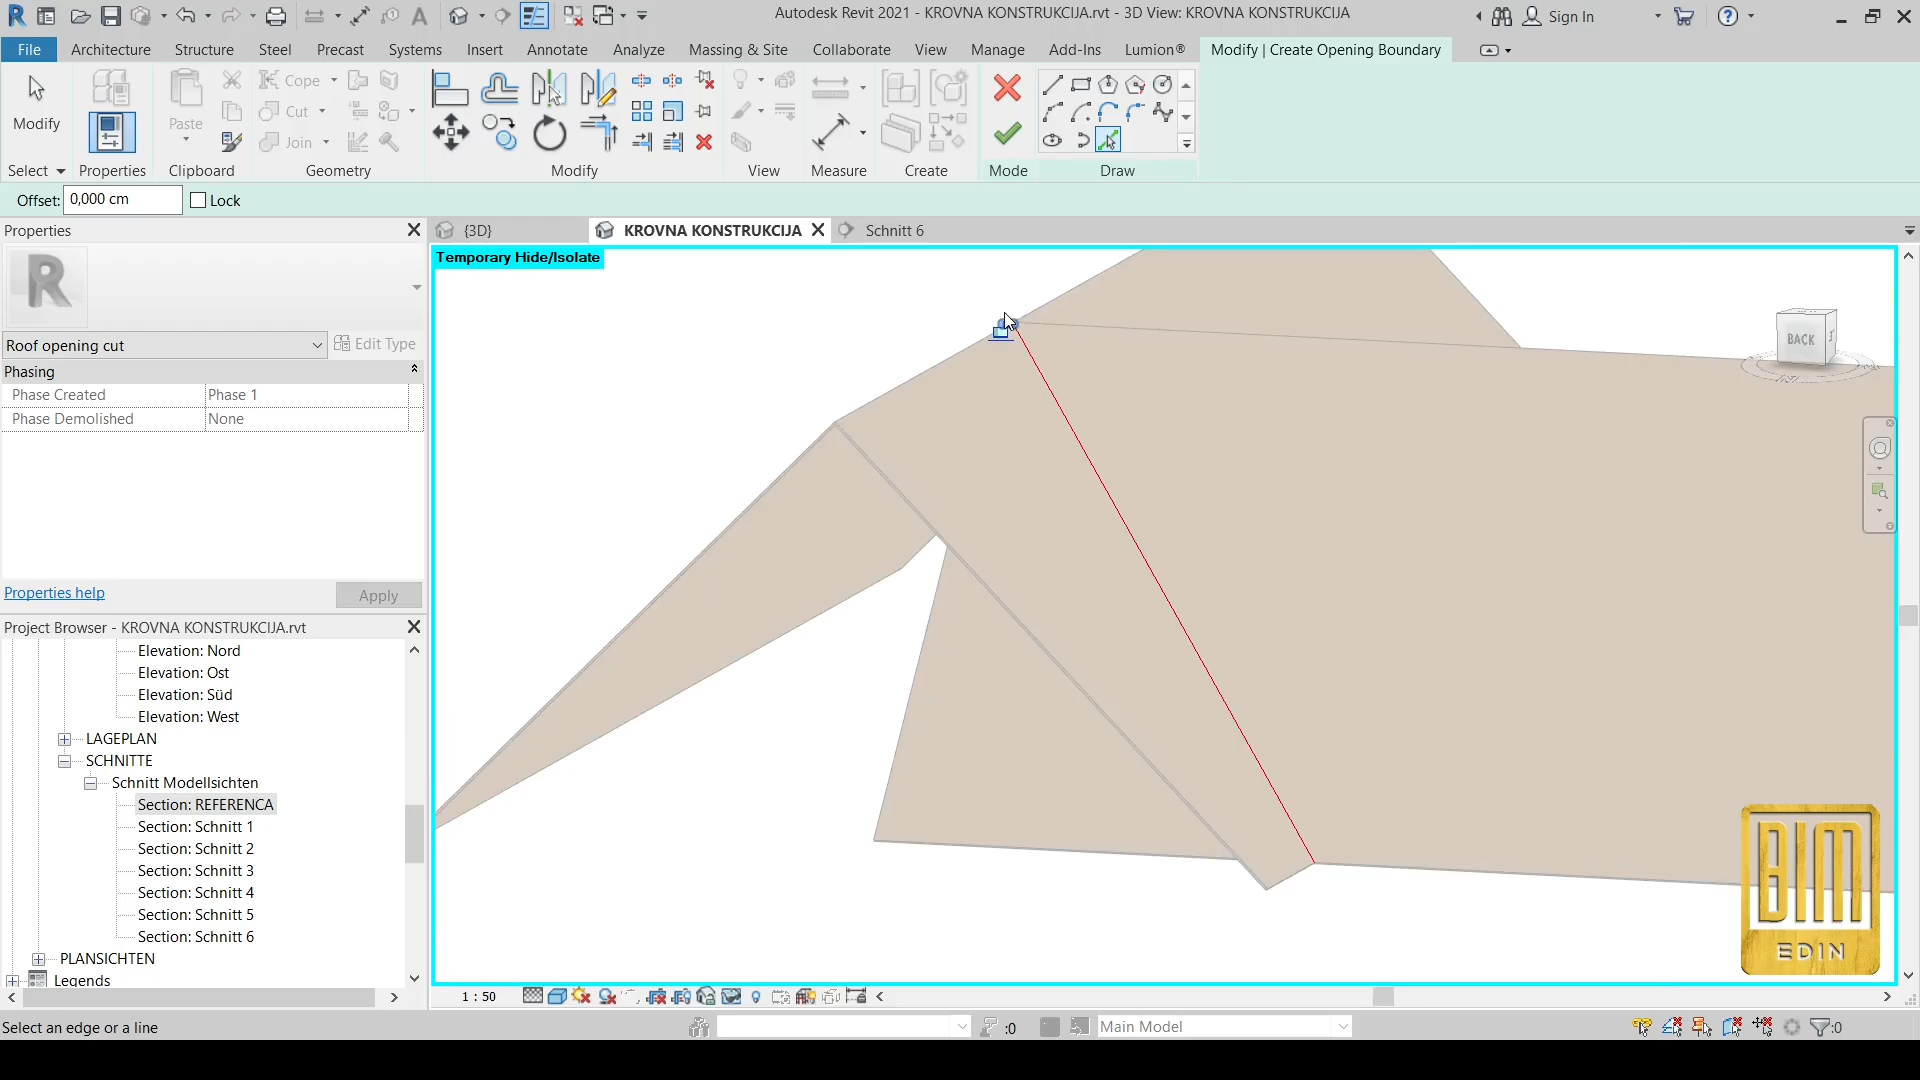 Autodesk Revit 2021 - KROVNA KONSTRUKCIJA.rvt - 3D View: KROVNA KONSTRUKCIJA
Sign In
File Architecture Structure Steel Precast Systems Insert Annotate Analyze Massing & Site Collaborate View Manage Add-Ins Lumion® Modify | Create Opening Boundary
Modify
Paste
Cope
Cut
Join
Select Properties Clipboard Geometry Modify View Measure Create Mode Draw
Offset: 0,000 cm Lock
Properties
{3D} KROVNA KONSTRUKCIJA Schnitt 6
Temporary Hide/Isolate
Roof opening cut Edit Type
Phasing
Phase Created Phase 1
Phase Demolished None
BACK
Properties help Apply
Project Browser - KROVNA KONSTRUKCIJA.rvt
Elevation: Nord
Elevation: Ost
Elevation: Süd
Elevation: West
LAGEPLAN
SCHNITTE
Schnitt Modellsichten
Section: REFERENCA
Section: Schnitt 1
Section: Schnitt 2
Section: Schnitt 3
Section: Schnitt 4
Section: Schnitt 5
Section: Schnitt 6
PLANSICHTEN
Legends
BIM
EDIN
1 : 50
Select an edge or a line
:0
Main Model
:0